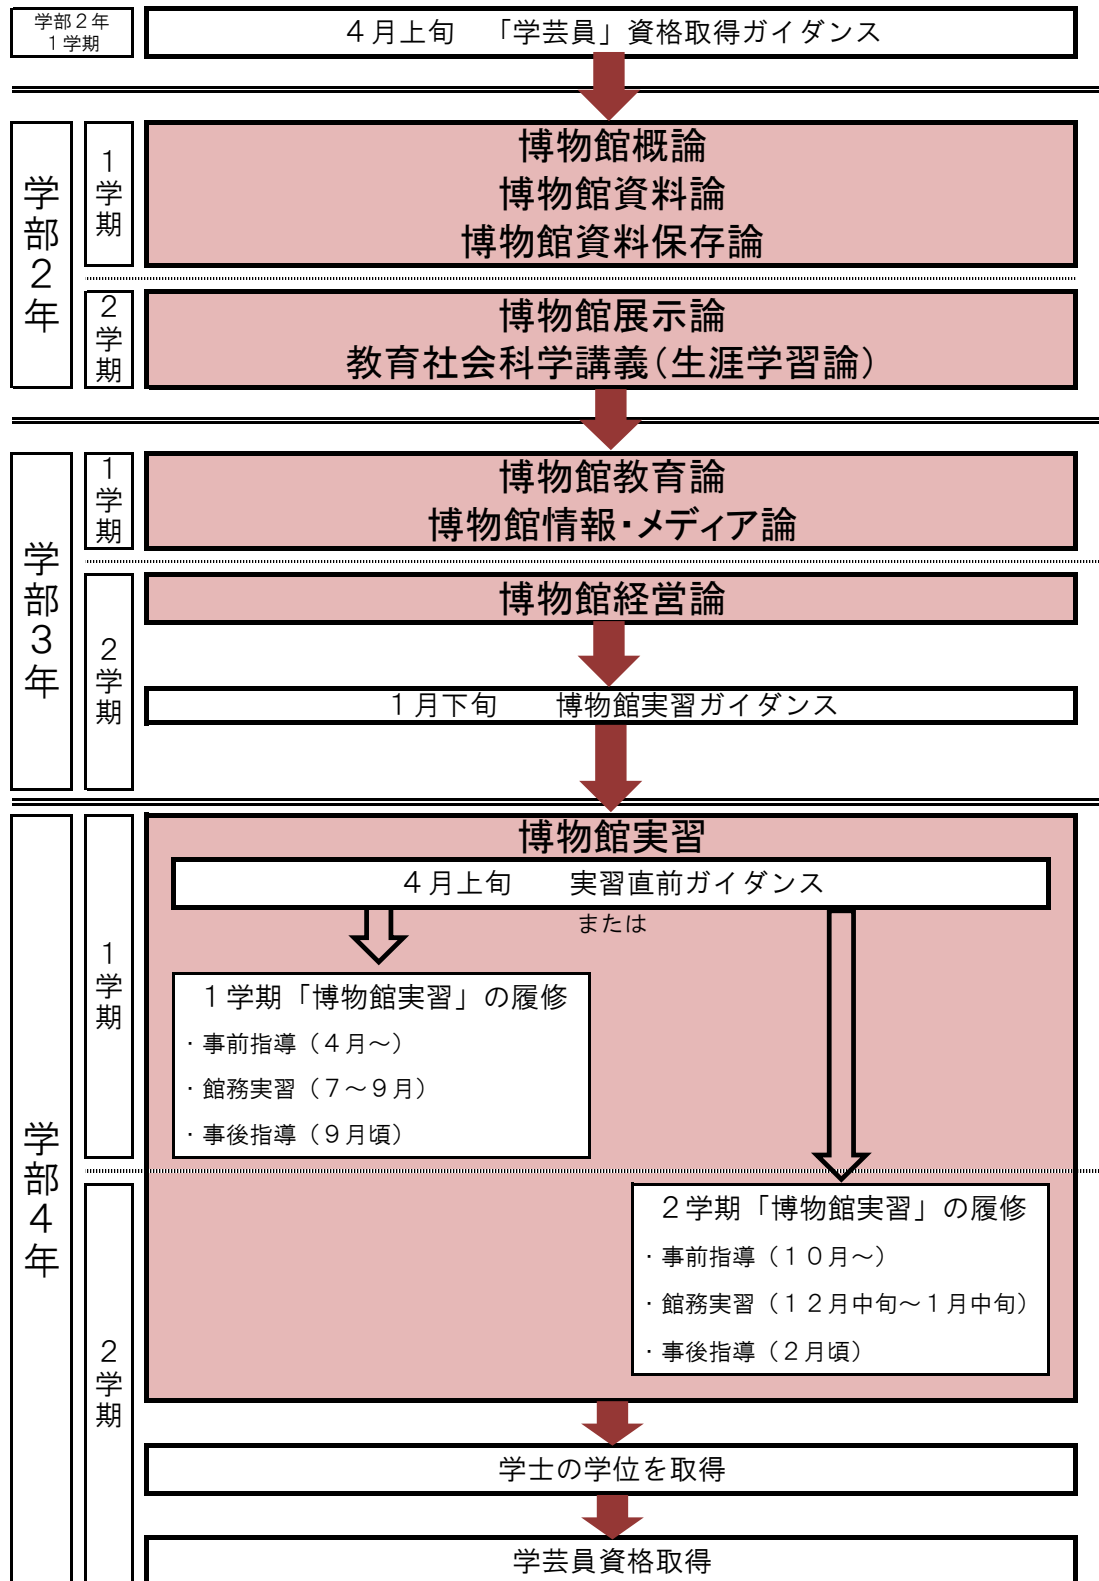 学部２年
１学期
４月上旬　「学芸員」資格取得ガイダンス
学部２年
１学期
博物館概論
博物館資料論
博物館資料保存論
２学期
博物館展示論
教育社会科学講義（生涯学習論）
学部３年
１学期
博物館教育論
博物館情報・メディア論
２学期
博物館経営論
１月下旬　　博物館実習ガイダンス
学部４年
１学期
博物館実習
４月上旬　　実習直前ガイダンス
または
１学期「博物館実習」の履修
・事前指導（４月～）
・館務実習（７～９月）
・事後指導（９月頃）
２学期
２学期「博物館実習」の履修
・事前指導（１０月～）
・館務実習（１２月中旬～１月中旬）
・事後指導（２月頃）
学士の学位を取得
学芸員資格取得